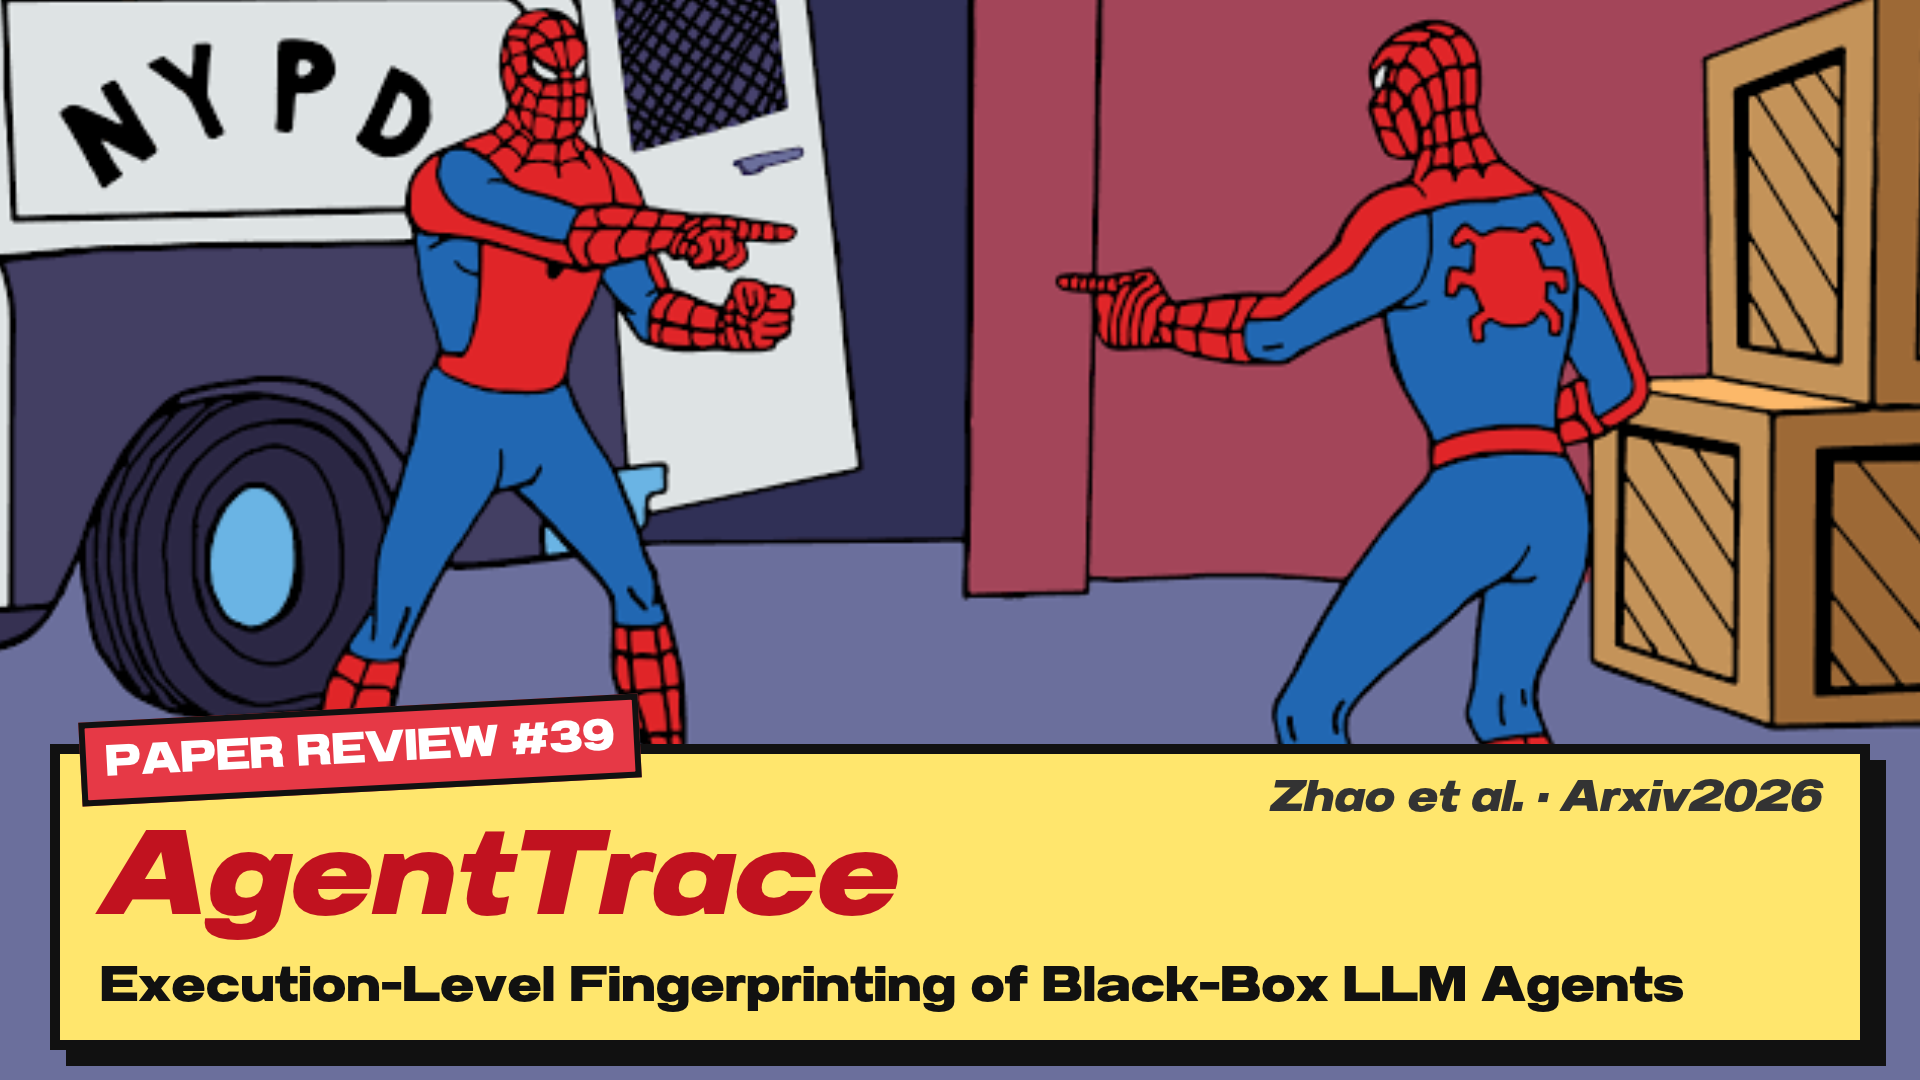 NYPD
PAPER REVIEW #39
Zhao et al. · Arxiv2026
AgentTrace
Execution-Level Fingerprinting of Black-Box LLM Agents